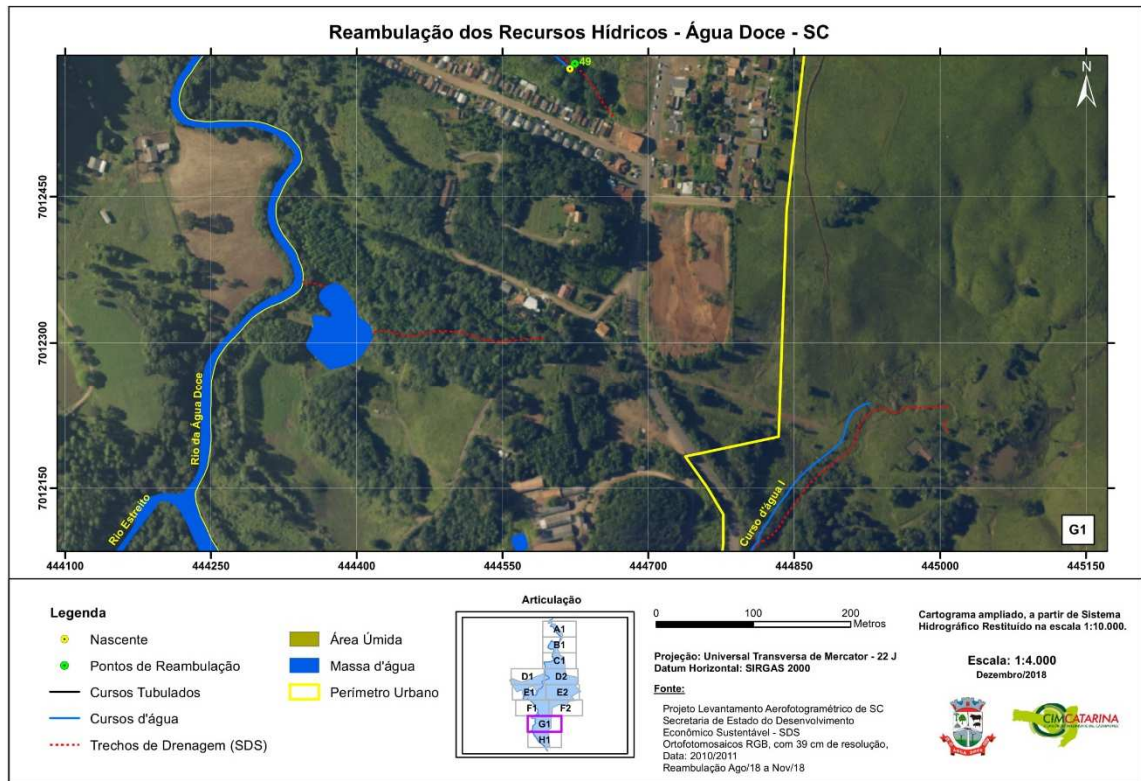 Reambulação dos Recursos Hídricos - Água Doce - SC
49
N
7012450
7012300
7012150
Rio da Água Doce
Rio Estreito
Curso d'água I
G1
444100
444250
444400
444550
444700
444850
445000
445150
Legenda
Nascente
Pontos de Reambulação
Cursos Tubulados
Cursos d'água
Trechos de Drenagem (SDS)
Área Úmida
Massa d'água
Perímetro Urbano
Articulação
A1
B1
C1
D1
D2
E1
E2
F1
F2
G1
H1
0 100 200
Metros
Projeção: Universal Transversa de Mercator - 22 J
Datum Horizontal: SIRGAS 2000
Fonte:
Projeto Levantamento Aerofotogramétrico de SC
Secretaria de Estado do Desenvolvimento
Econômico Sustentável - SDS
Ortofotomosaicos RGB, com 39 cm de resolução,
Data: 2010/2011
Reambulação Ago/18 a Nov/18
Cartograma ampliado, a partir de Sistema
Hidrográfico Restituído na escala 1:10.000.
Escala: 1:4.000
Dezembro/2018
CIMCATARINA